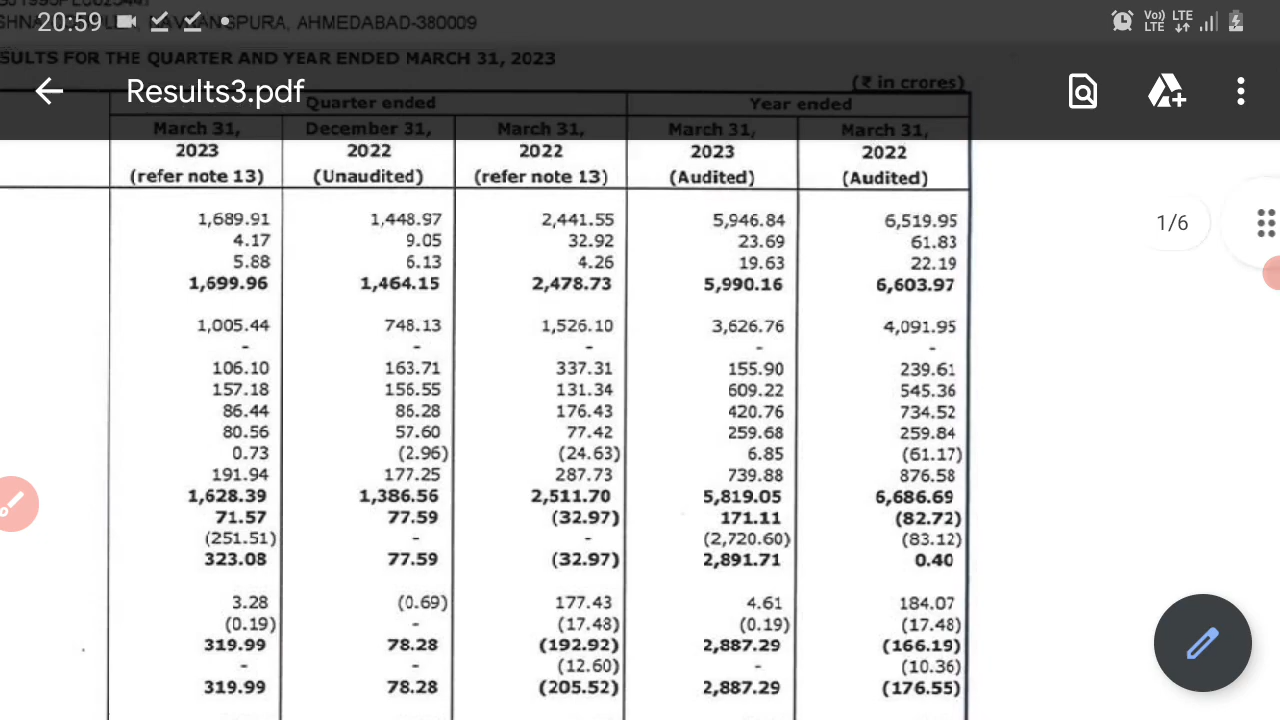 20:59
AHMEDABAD-380009
SULTS FOR THE QUARTER AND YEAR ENDED MARCH 31, 2023
Results3.pdf
(₹ in crores)
Quarter ended Year ended
March 31, December 31, March 31, March 31, March 31,
2023 2022 2022 2023 2022
(refer note 13) (Unaudited) (refer note 13) (Audited) (Audited)
1/6
1,689.91 1,448.97 2,441.55 5,946.84 6,519.95
4.17 9.05 32.92 23.69 61.83
5.88 6.13 4.26 19.63 22.19
1,699.96 1,464.15 2,478.73 5,990.16 6,603.97
1,005.44 748.13 1,526.10 3,626.76 4,091.95
- - - - -
106.10 163.71 337.31 155.90 239.61
157.18 156.55 131.34 609.22 545.36
86.44 86.28 176.43 420.76 734.52
80.56 57.60 77.42 259.68 259.84
0.73 (2.96) (24.63) 6.85 (61.17)
191.94 177.25 287.73 739.88 876.58
1,628.39 1,386.56 2,511.70 5,819.05 6,686.69
71.57 77.59 (32.97) 171.11 (82.72)
(251.51) - - (2,720.60) (83.12)
323.08 77.59 (32.97) 2,891.71 0.40
3.28 (0.69) 177.43 4.61 184.07
(0.19) - (17.48) (0.19) (17.48)
319.99 78.28 (192.92) 2,887.29 (166.19)
- - (12.60) - (10.36)
319.99 78.28 (205.52) 2,887.29 (176.55)